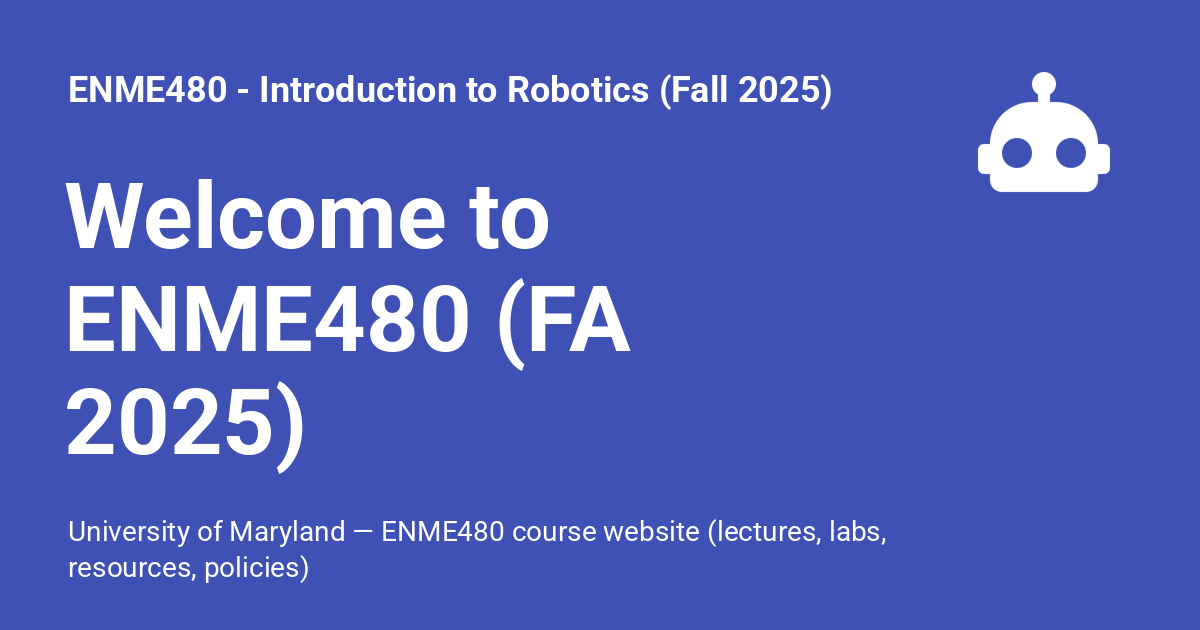 ENME480 - Introduction to Robotics (Fall 2025)
Welcome to
ENME480 (FA
2025)
University of Maryland — ENME480 course website (lectures, labs,
resources, policies)